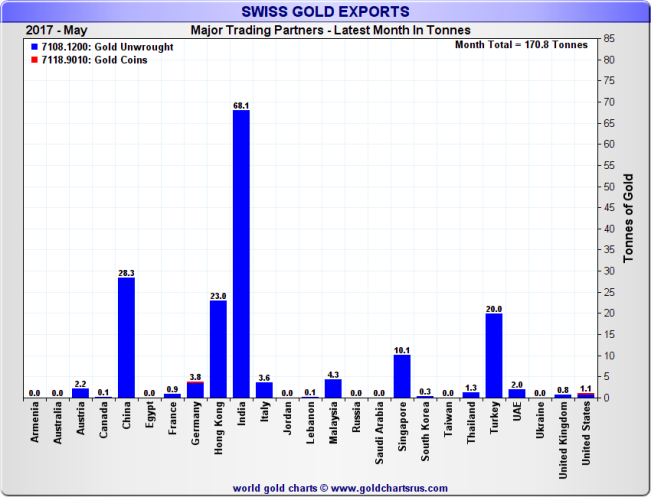 SWISS GOLD EXPORTS
2017 - May
Major Trading Partners - Latest Month In Tonnes
7108.1200: Gold Unwrought
7118.9010: Gold Coins
Month Total = 170.8 Tonnes
85
80
75
70
65
60
55
50
45
40
35
30
25
20
15
10
5
0
Tonnes of Gold
0.0
0.0
2.2
0.1
28.3
0.0
0.9
3.8
23.0
68.1
3.6
0.0
0.1
4.3
0.0
0.0
10.1
0.3
0.0
1.3
20.0
2.0
0.0
0.8
1.1
Armenia
Australia
Austria
Canada
China
Egypt
France
Germany
Hong Kong
India
Italy
Jordan
Lebanon
Malaysia
Russia
Saudi Arabia
Singapore
South Korea
Taiwan
Thailand
Turkey
UAE
Ukraine
United Kingdom
United States
world gold charts © www.goldchartsrus.com